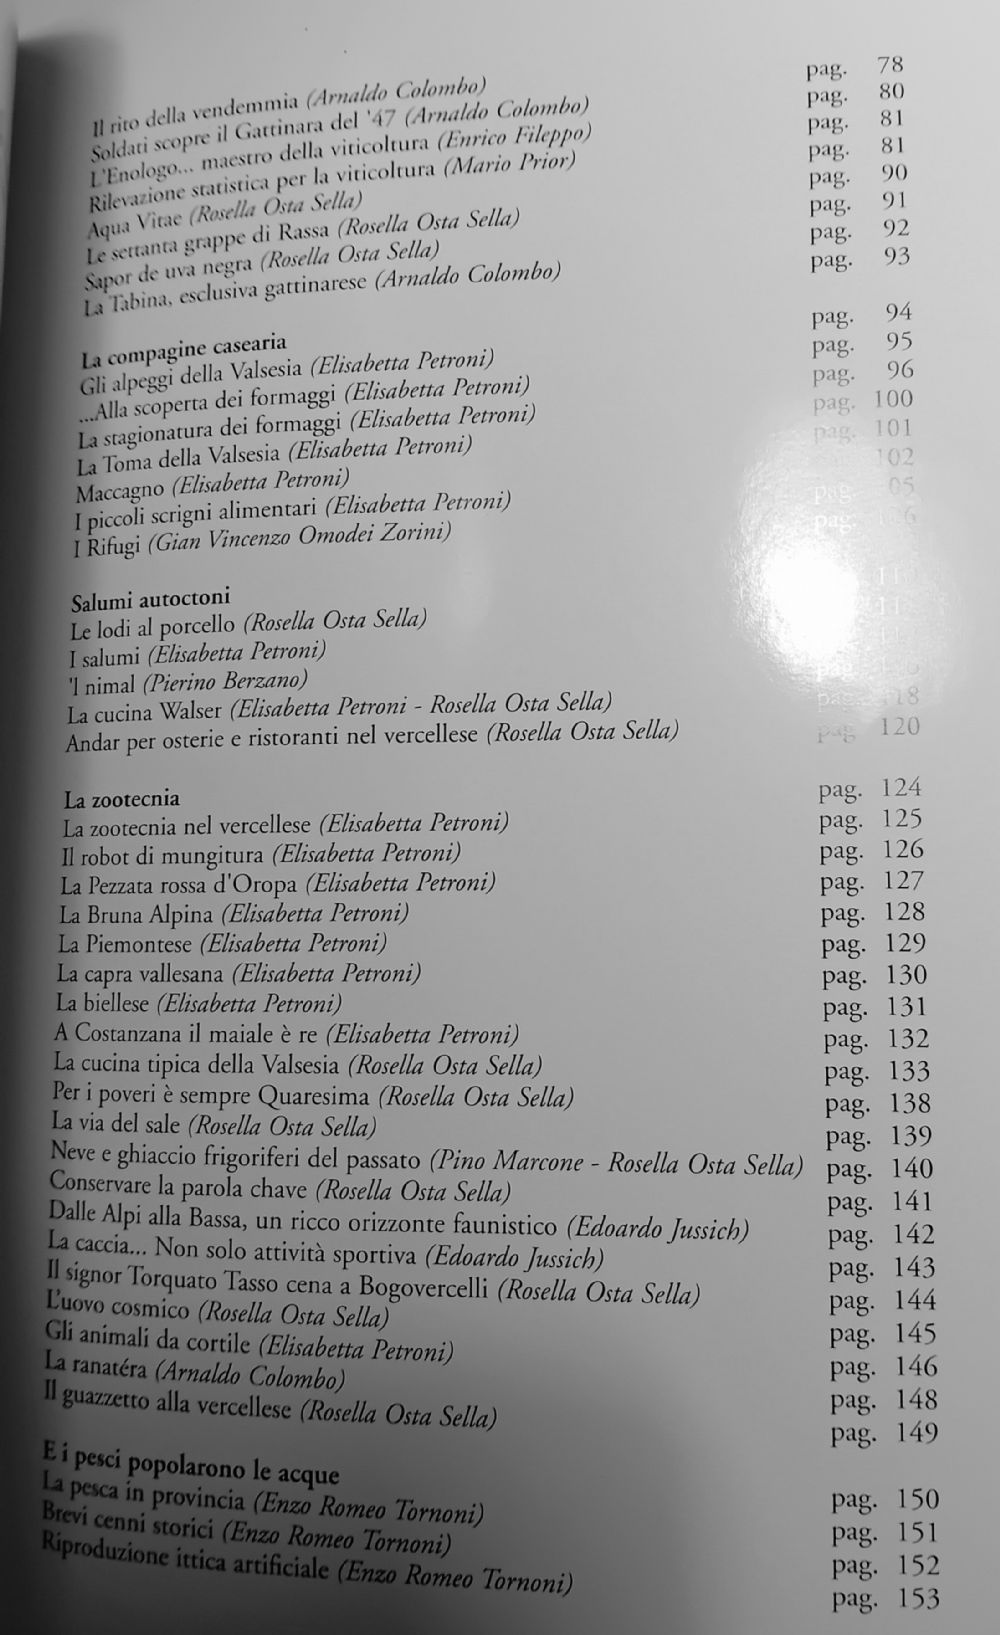 Il rito della vendemmia (Arnaldo Colombo) pag. 78
Soldati scopre il Gattinara del '47 (Arnaldo Colombo) pag. 80
L'Enologo... maestro della viticoltura (Enrico Fileppo) pag. 81
Rilevazione statistica per la viticoltura (Mario Prior) pag. 81
Aqua Vitae (Rosella Osta Sella) pag. 90
Le settanta grappe di Rassa (Rosella Osta Sella) pag. 91
Sapor de uva negra (Rosella Osta Sella) pag. 92
La Tabina, esclusiva gattinarese (Arnaldo Colombo) pag. 93
La compagine casearia pag. 94
Gli alpeggi della Valsesia (Elisabetta Petroni) pag. 95
...Alla scoperta dei formaggi (Elisabetta Petroni) pag. 96
La stagionatura dei formaggi (Elisabetta Petroni) pag. 100
La Toma della Valsesia (Elisabetta Petroni) pag. 101
Maccagno (Elisabetta Petroni) 102
I piccoli scrigni alimentari (Elisabetta Petroni) pag.
I Rifugi (Gian Vincenzo Omodei Zorini) pag.
Salumi autoctoni
Le lodi al porcello (Rosella Osta Sella)
I salumi (Elisabetta Petroni)
'l nimal (Pierino Berzano) pag.
La cucina Walser (Elisabetta Petroni - Rosella Osta Sella) pag. 118
Andar per osterie e ristoranti nel vercellese (Rosella Osta Sella) pag. 120
La zootecnia pag. 124
La zootecnia nel vercellese (Elisabetta Petroni) pag. 125
Il robot di mungitura (Elisabetta Petroni) pag. 126
La Pezzata rossa d'Oropa (Elisabetta Petroni) pag. 127
La Bruna Alpina (Elisabetta Petroni) pag. 128
La Piemontese (Elisabetta Petroni) pag. 129
La capra vallesana (Elisabetta Petroni) pag. 130
La biellese (Elisabetta Petroni) pag. 131
A Costanzana il maiale è re (Elisabetta Petroni) pag. 132
La cucina tipica della Valsesia (Rosella Osta Sella) pag. 133
Per i poveri è sempre Quaresima (Rosella Osta Sella) pag. 138
La via del sale (Rosella Osta Sella) pag. 139
Neve e ghiaccio frigoriferi del passato (Pino Marcone - Rosella Osta Sella) pag. 140
Conservare la parola chave (Rosella Osta Sella) pag. 141
Dalle Alpi alla Bassa, un ricco orizzonte faunistico (Edoardo Jussich) pag. 142
La caccia... Non solo attività sportiva (Edoardo Jussich) pag. 143
Il signor Torquato Tasso cena a Bogovercelli (Rosella Osta Sella) pag. 144
L'uovo cosmico (Rosella Osta Sella) pag. 145
Gli animali da cortile (Elisabetta Petroni) pag. 146
La ranatéra (Arnaldo Colombo) pag. 148
Il guazzetto alla vercellese (Rosella Osta Sella) pag. 149
E i pesci popolarono le acque pag. 150
La pesca in provincia (Enzo Romeo Tornoni) pag. 151
Brevi cenni storici (Enzo Romeo Tornoni) pag. 152
Riproduzione ittica artificiale (Enzo Romeo Tornoni) pag. 153